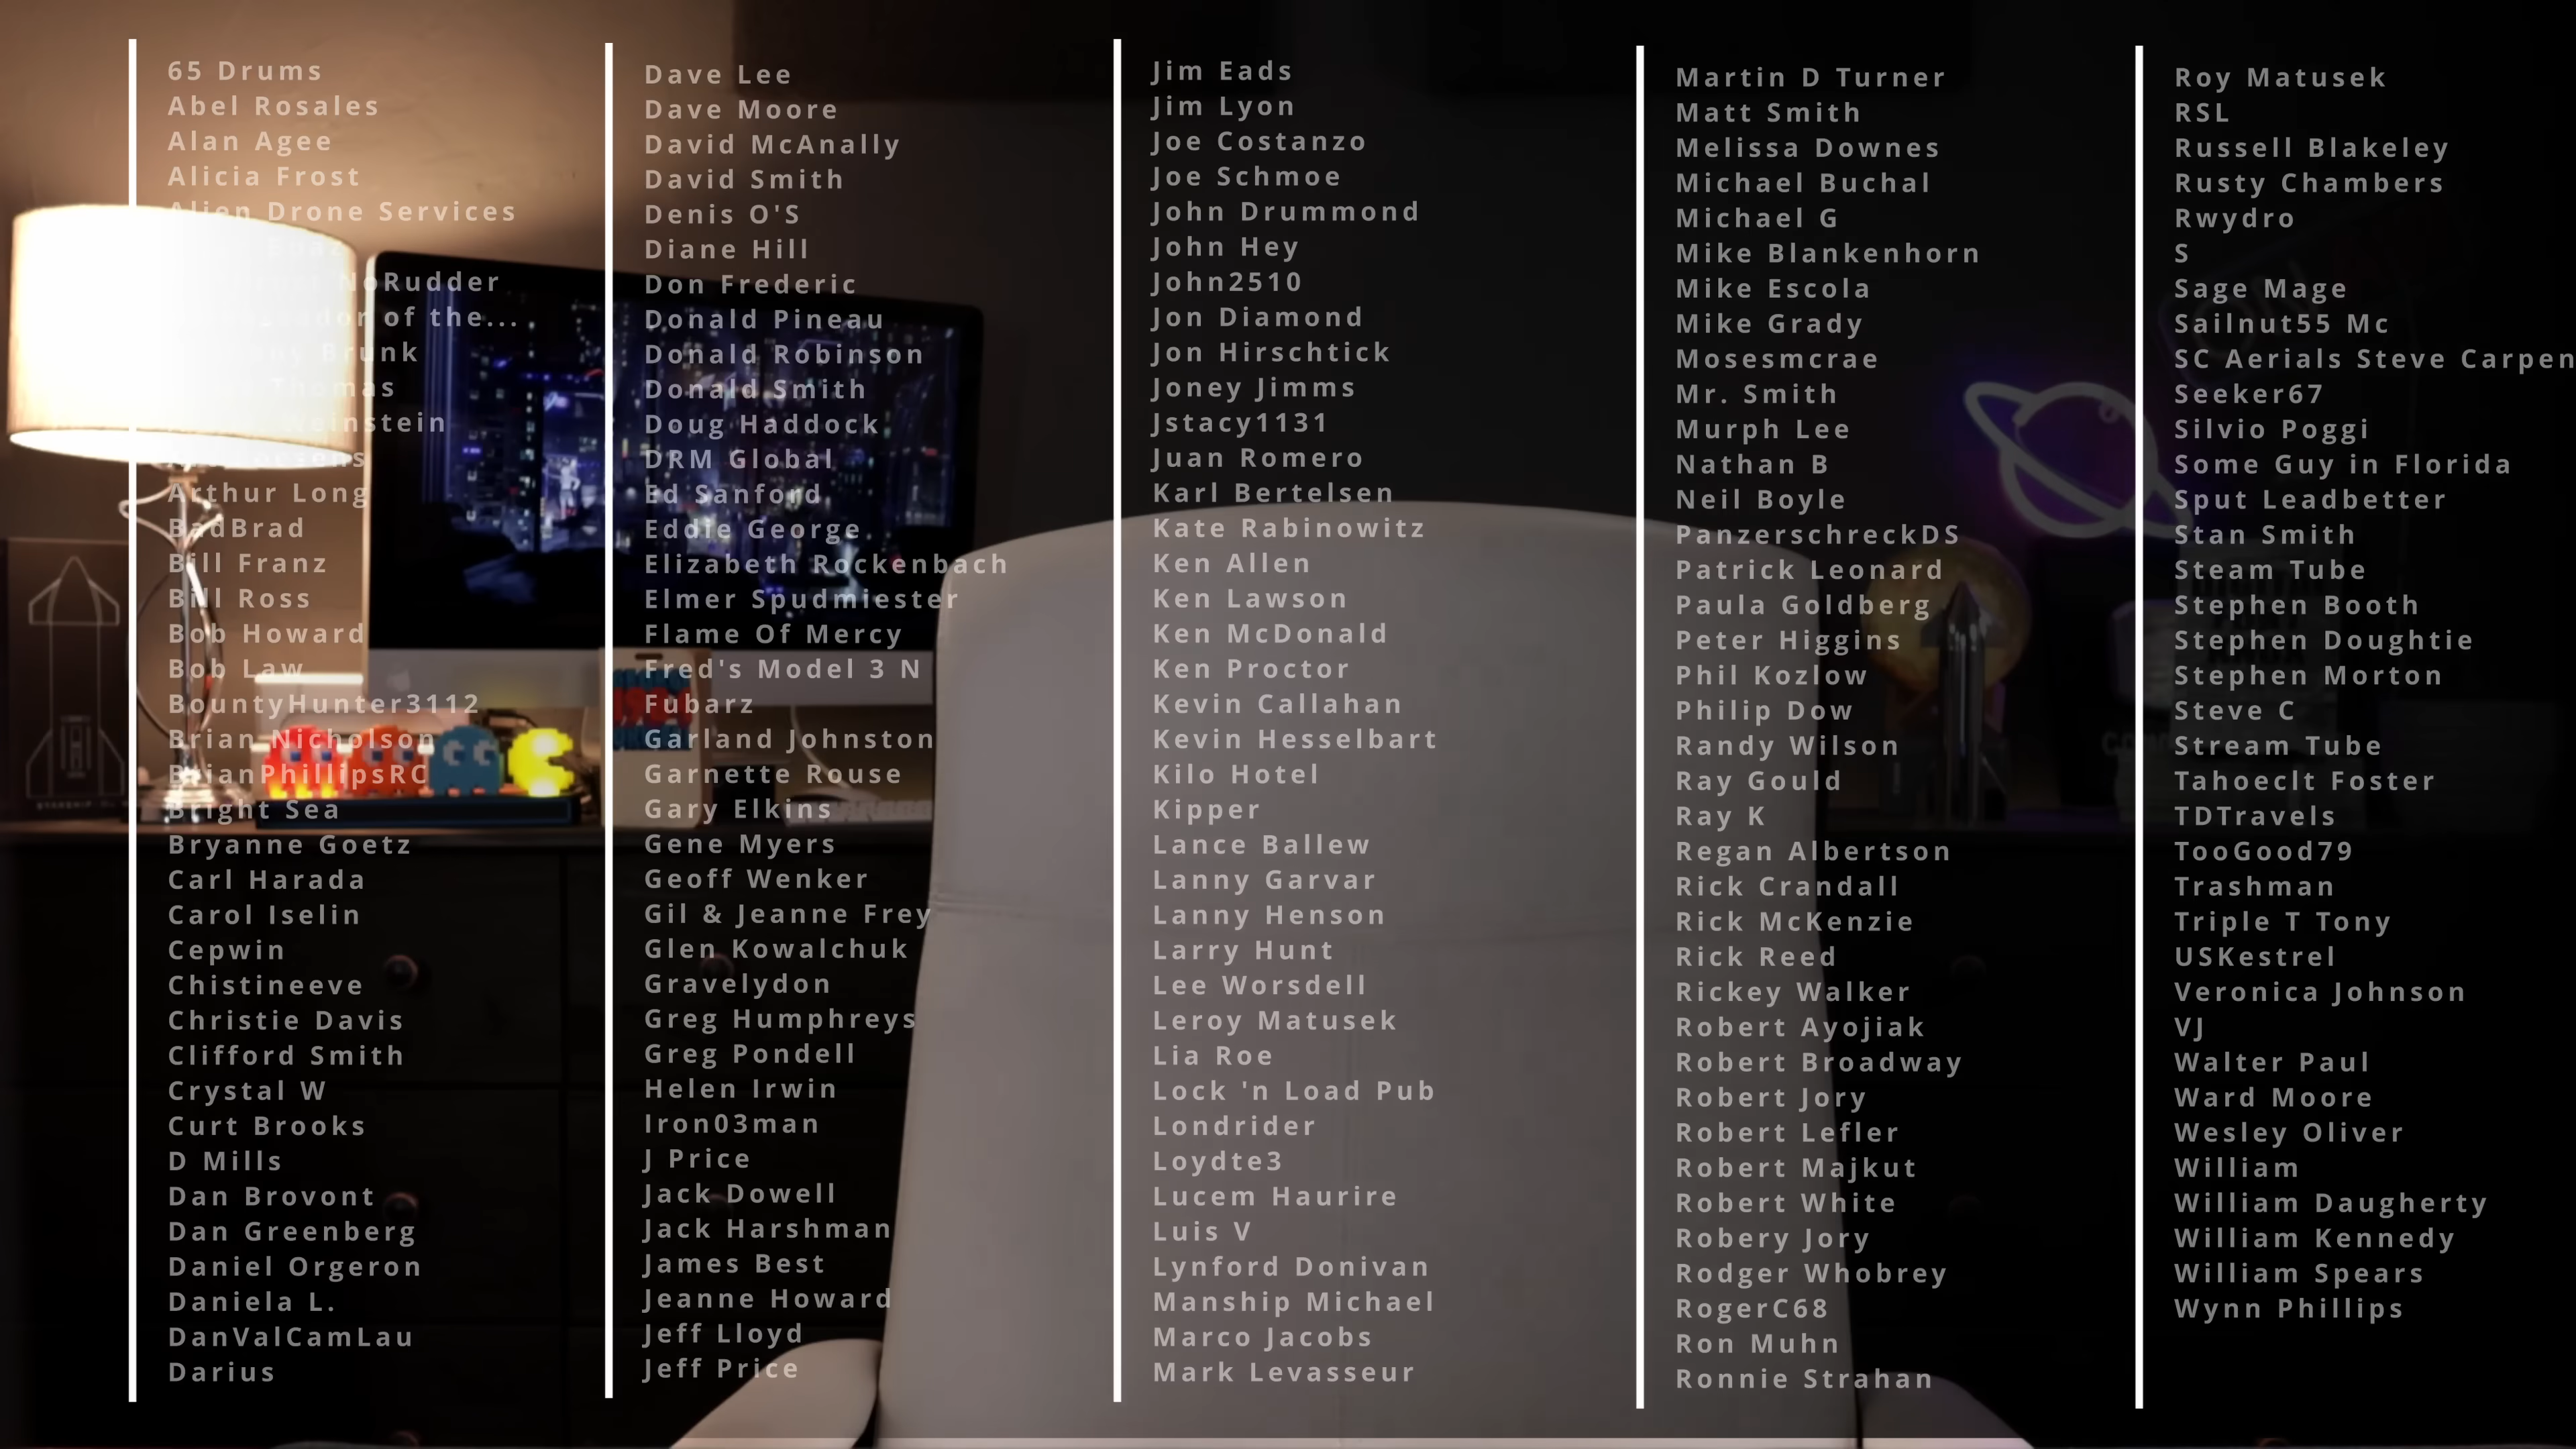 65 Drums
Abel Rosales
Alan Agee
Alicia Frost
Alien Drone Services
NoRudder
of the...
Brunk
Thomas
Weinstein
Arthur Long
BadBrad
Bill Franz
Bill Ross
Bob Howard
Bob Law
BountyHunter3112
Brian Nicholson
BrianPhillipsRC
Bright Sea
Bryanne Goetz
Carl Harada
Carol Iselin
Cepwin
Chistineeve
Christie Davis
Clifford Smith
Crystal W
Curt Brooks
D Mills
Dan Brovont
Dan Greenberg
Daniel Orgeron
Daniela L.
DanValCamLau
Darius
Dave Lee
Dave Moore
David McAnally
David Smith
Denis O'S
Diane Hill
Don Frederic
Donald Pineau
Donald Robinson
Donald Smith
Doug Haddock
DRM Global
Ed Sanford
Eddie George
Elizabeth Rockenbach
Elmer Spudmiester
Flame Of Mercy
Fred's Model 3 N
Fubarz
Garland Johnston
Garnette Rouse
Gary Elkins
Gene Myers
Geoff Wenker
Gil & Jeanne Frey
Glen Kowalchuk
Gravelydon
Greg Humphreys
Greg Pondell
Helen Irwin
Iron03man
J Price
Jack Dowell
Jack Harshman
James Best
Jeanne Howard
Jeff Lloyd
Jeff Price
Jim Eads
Jim Lyon
Joe Costanzo
Joe Schmoe
John Drummond
John Hey
John2510
Jon Diamond
Jon Hirschtick
Joney Jimms
Jstacy1131
Juan Romero
Karl Bertelsen
Kate Rabinowitz
Ken Allen
Ken Lawson
Ken McDonald
Ken Proctor
Kevin Callahan
Kevin Hesselbart
Kilo Hotel
Kipper
Lance Ballew
Lanny Garvar
Lanny Henson
Larry Hunt
Lee Worsdell
Leroy Matusek
Lia Roe
Lock 'n Load Pub
Londrider
Loydte3
Lucem Haurire
Luis V
Lynford Donivan
Manship Michael
Marco Jacobs
Mark Levasseur
Martin D Turner
Matt Smith
Melissa Downes
Michael Buchal
Michael G
Mike Blankenhorn
Mike Escola
Mike Grady
Mosesmcrae
Mr. Smith
Murph Lee
Nathan B
Neil Boyle
PanzerschreckDS
Patrick Leonard
Paula Goldberg
Peter Higgins
Phil Kozlow
Philip Dow
Randy Wilson
Ray Gould
Ray K
Regan Albertson
Rick Crandall
Rick McKenzie
Rick Reed
Rickey Walker
Robert Ayojiak
Robert Broadway
Robert Jory
Robert Lefler
Robert Majkut
Robert White
Robery Jory
Rodger Whobrey
RogerC68
Ron Muhn
Ronnie Strahan
Roy Matusek
RSL
Russell Blakeley
Rusty Chambers
Rwydro
S
Sage Mage
Sailnut55 Mc
SC Aerials Steve Carpen
Seeker67
Silvio Poggi
Some Guy in Florida
Sput Leadbetter
Stan Smith
Steam Tube
Stephen Booth
Stephen Doughtie
Stephen Morton
Steve C
Stream Tube
Tahoeclt Foster
TDTravels
TooGood79
Trashman
Triple T Tony
USKestrel
Veronica Johnson
VJ
Walter Paul
Ward Moore
Wesley Oliver
William
William Daugherty
William Kennedy
William Spears
Wynn Phillips